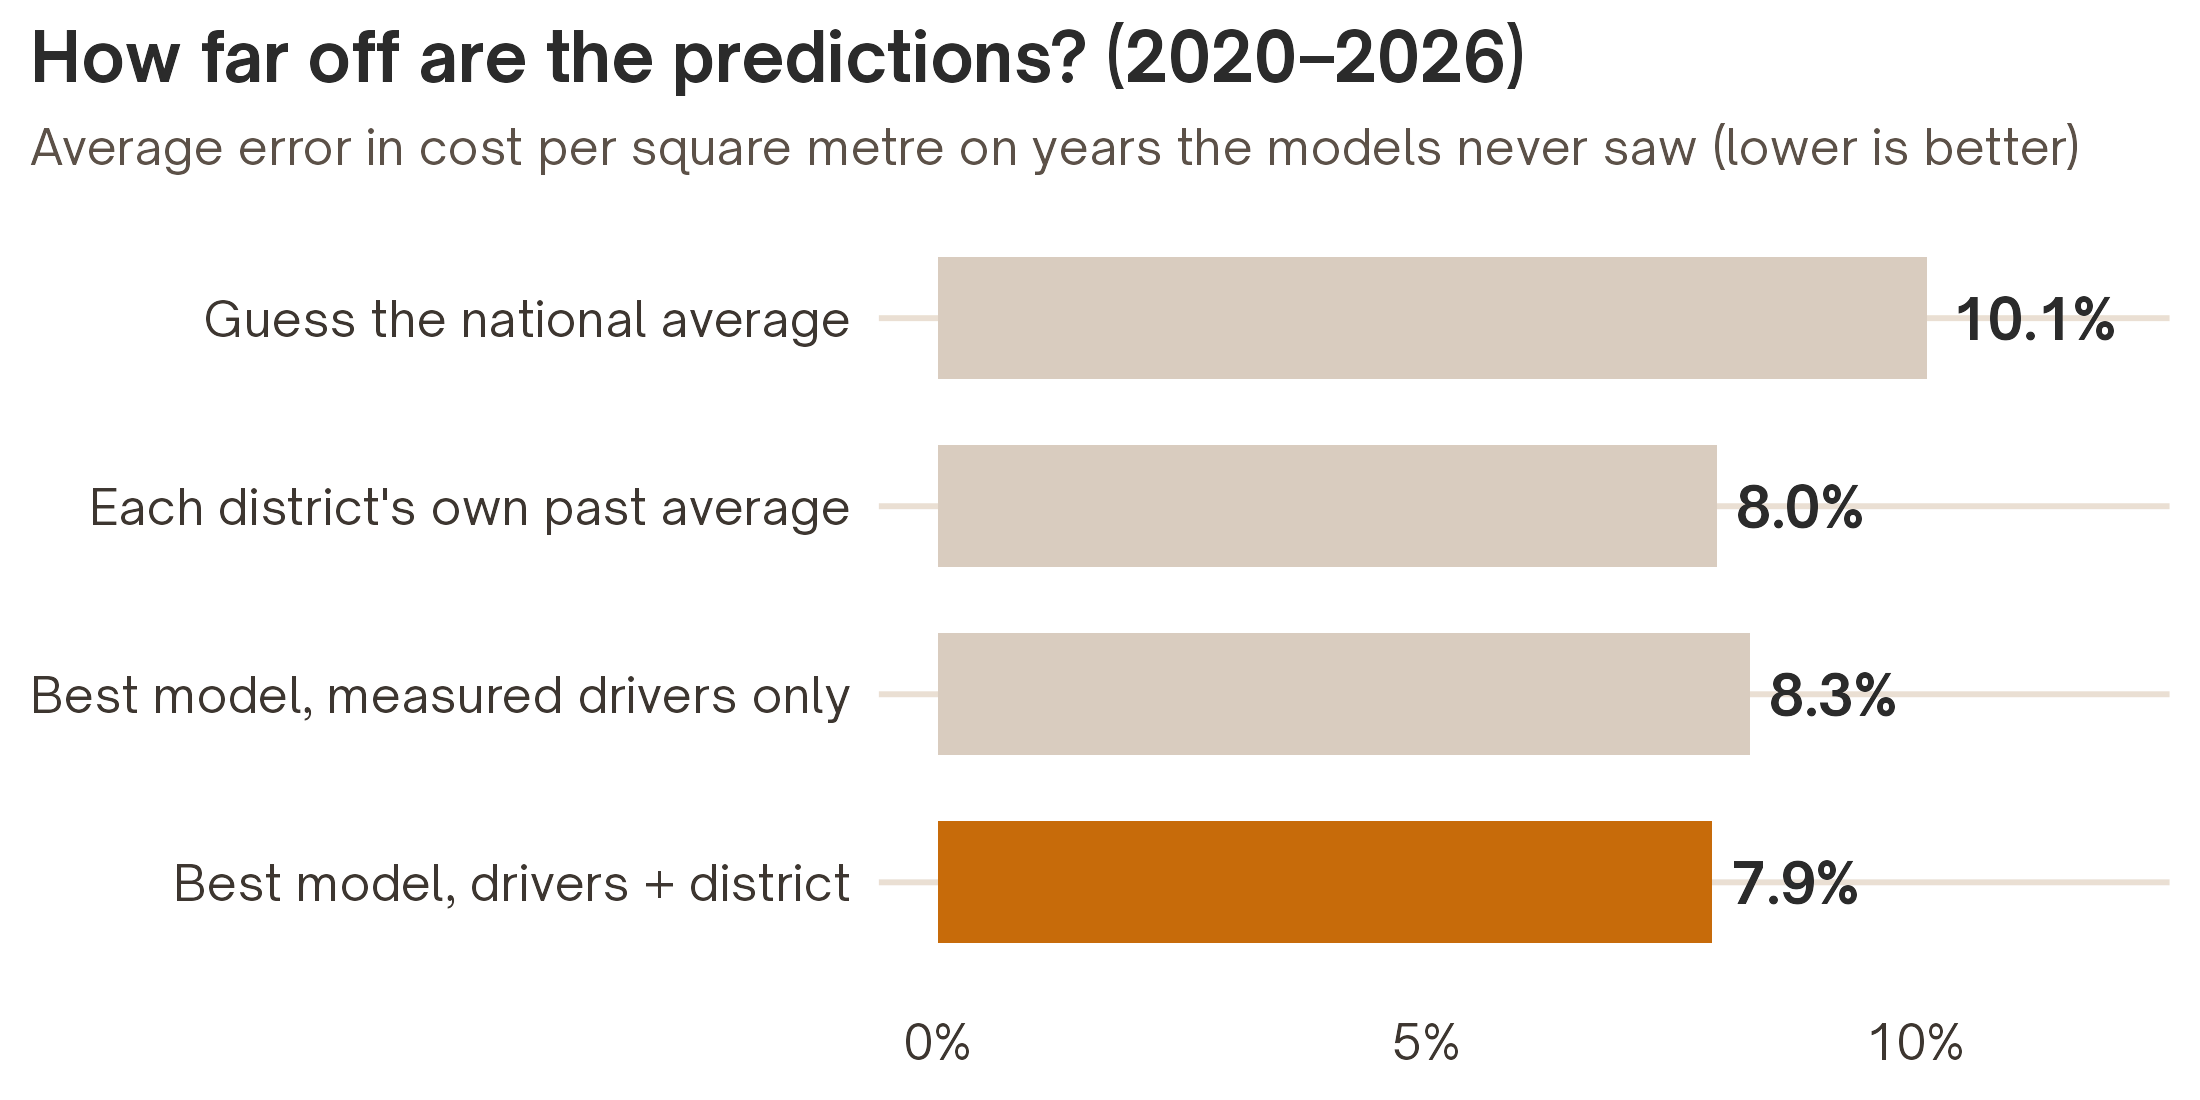 How far off are the predictions? (2020–2026)
Average error in cost per square metre on years the models never saw (lower is better)
Guess the national average 10.1%
Each district's own past average 8.0%
Best model, measured drivers only 8.3%
Best model, drivers + district 7.9%
0% 5% 10%